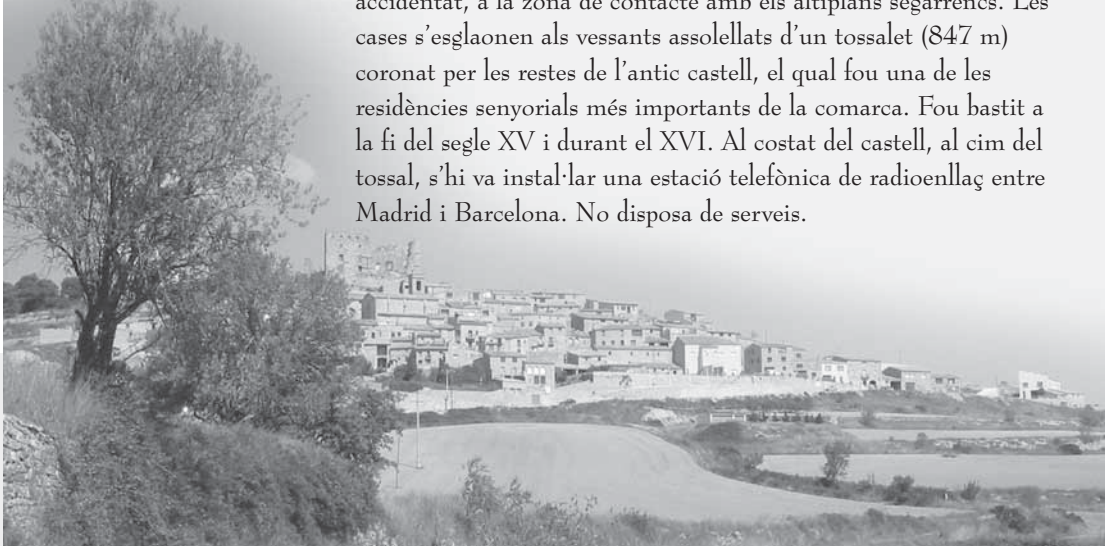 accidentat, a la zona de contacte amb els altiplans segarrencs. Les
cases s'esglaonen als vessants assolellats d'un tossalet (847 m)
coronat per les restes de l'antic castell, el qual fou una de les
residències senyorials més importants de la comarca. Fou bastit a
la fi del segle XV i durant el XVI. Al costat del castell, al cim del
tossal, s'hi va instal·lar una estació telefònica de radioenllaç entre
Madrid i Barcelona. No disposa de serveis.